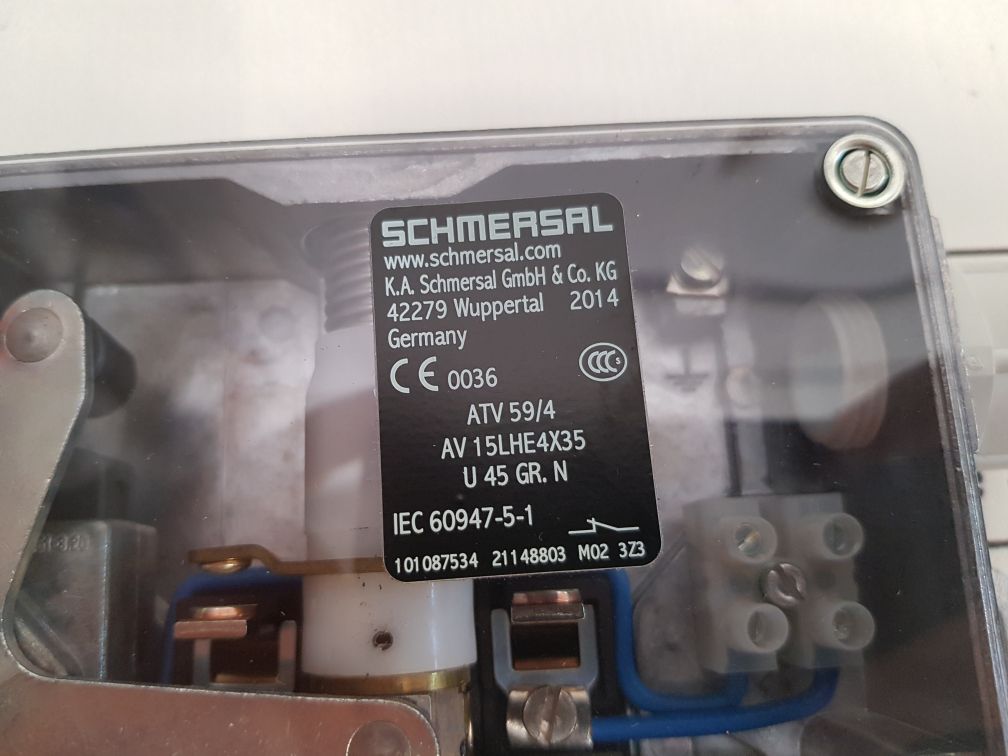 SCHMERSAL
www.schmersal.com
K.A. Schmersal GmbH & Co. KG
42279 Wuppertal 2014
Germany
CE 0036
CCC S
ATV 59/4
AV 15LHE4X35
U 45 GR. N
IEC 60947-5-1
101087534 21148803 M02 3Z3